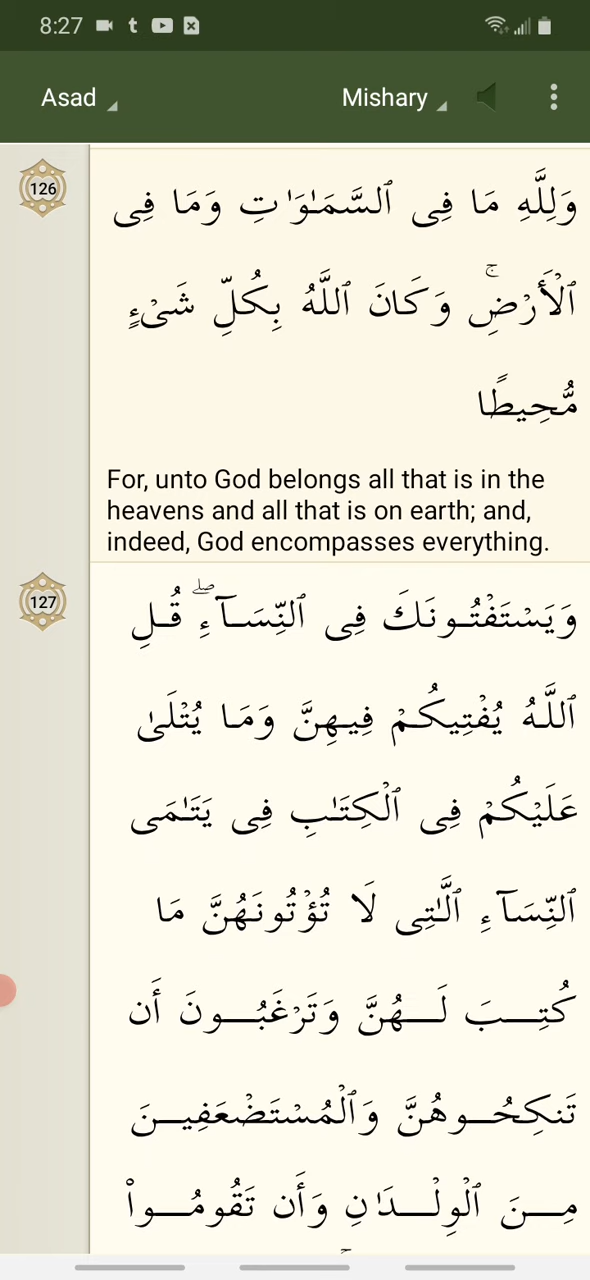 8:27
Asad
Mishary
126
وَلِلَّهِ مَا فِى ٱلسَّمَـٰوَٰتِ وَمَا فِى
ٱلْأَرْضِ ۚ وَكَانَ ٱللَّهُ بِكُلِّ شَىْءٍ
مُّحِيطًا
For, unto God belongs all that is in the
heavens and all that is on earth; and,
indeed, God encompasses everything.
127
وَيَسْتَفْتُونَكَ فِى ٱلنِّسَآءِ ۖ قُلِ
ٱللَّهُ يُفْتِيكُمْ فِيهِنَّ وَمَا يُتْلَىٰ
عَلَيْكُمْ فِى ٱلْكِتَـٰبِ فِى يَتَـٰمَى
ٱلنِّسَآءِ ٱلَّـٰتِى لَا تُؤْتُونَهُنَّ مَا
كُتِبَ لَهُنَّ وَتَرْغَبُونَ أَن
تَنكِحُوهُنَّ وَٱلْمُسْتَضْعَفِينَ
مِنَ ٱلْوِلْدَٰنِ وَأَن تَقُومُوا۟